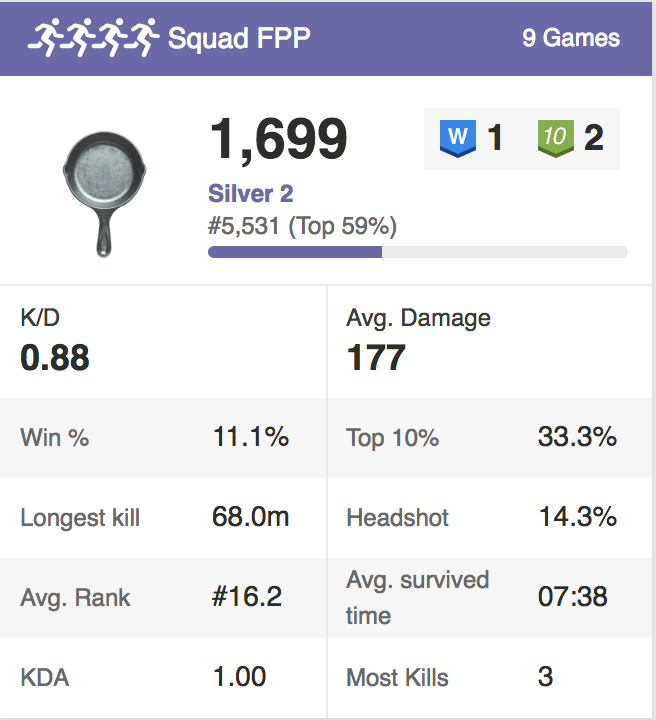 Squad FPP 9 Games
1,699 W 1 10 2
Silver 2
#5,531 (Top 59%)
K/D Avg. Damage
0.88 177
Win % 11.1% Top 10% 33.3%
Longest kill 68.0m Headshot 14.3%
Avg. Rank #16.2 Avg. survived
time 07:38
KDA 1.00 Most Kills 3